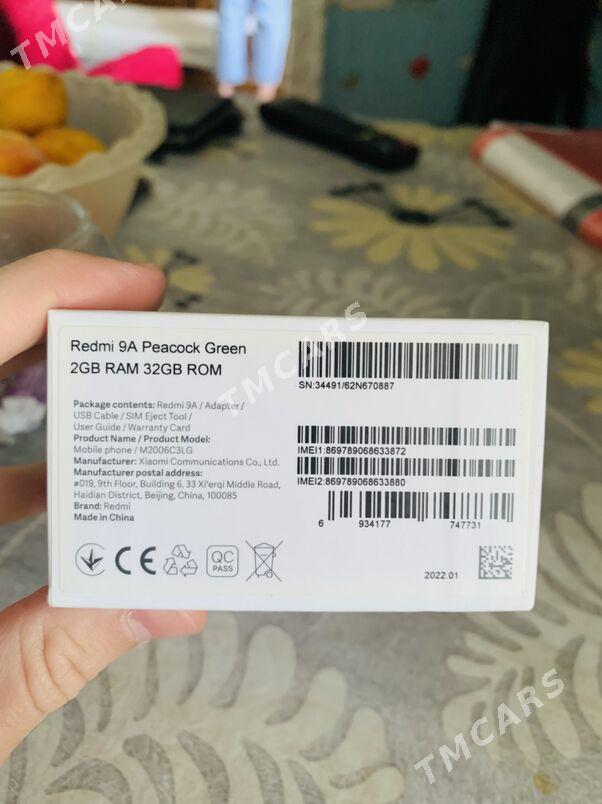 TMCARS
Redmi 9A Peacock Green
2GB RAM 32GB ROM
Package contents: Redmi 9A / Adapter /
USB Cable / SIM Eject Tool /
User Guide / Warranty Card
Product Name / Product Model:
Mobile phone / M2006C3LG
Manufacturer: Xiaomi Communications Co., Ltd.
Manufacturer postal address:
#019, 9th Floor, Building 6, 33 Xi'erqi Middle Road,
Haidian District, Beijing, China, 100085
Brand: Redmi
Made in China
SN:34491/62N670887
IMEI1:869789068633872
IMEI2:869789068633880
6 934177 747731
CE
QC
PASS
2022.01
TMCARS
TMCARS